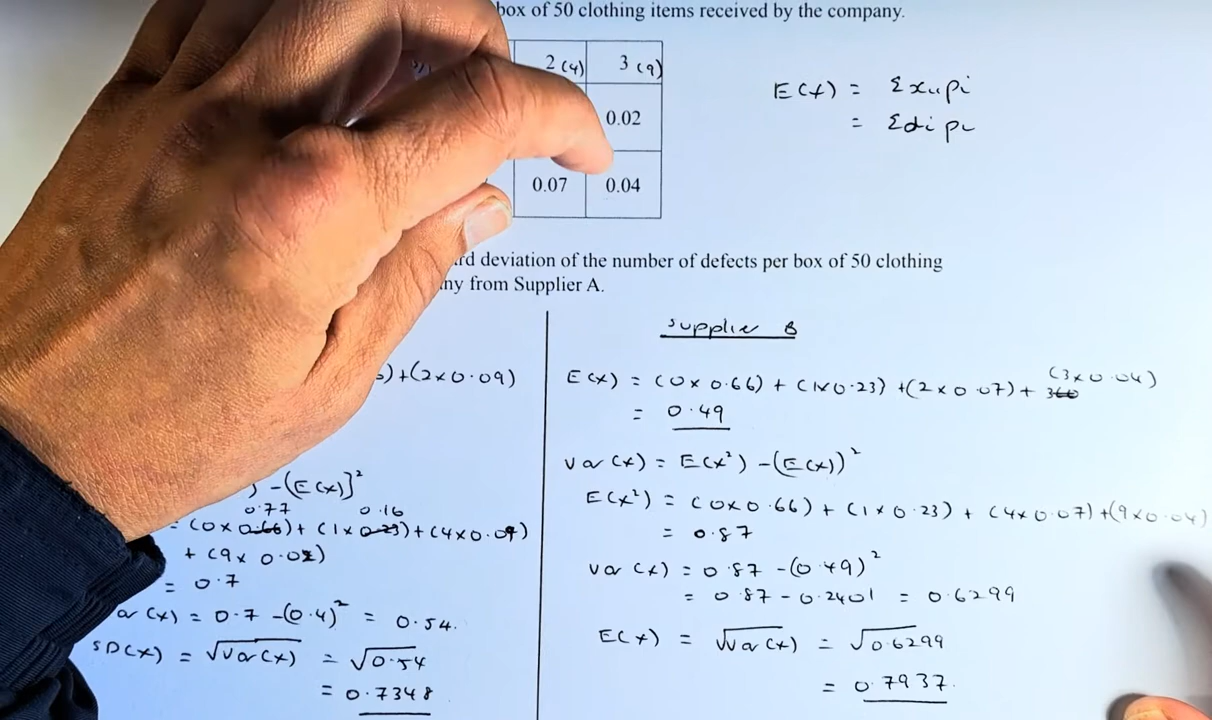 box of 50 clothing items received by the company.
2 (4) 3 (9)
0.02
0.07 0.04
E(x) = Σxipi
= Σdi pi
rd deviation of the number of defects per box of 50 clothing
ny from Supplier A.
)+(2×0.09)
) -(E(x)]²
0.77 0.16
= (0×0.66)+(1×0.23)+(4×0.09)
+ (9×0.02)
= 0.7
ar(x) = 0.7 -(0.4)² = 0.54.
SD(x) = √var(x) = √0.54
= 0.7348
Supplier B
E(x) = (0×0.66) + (1×0.23) +(2×0.07)+ (3×0.04)
= 0.49
var(x) = E(x²) -(E(x))²
E(x²) = (0×0.66) + (1×0.23) + (4×0.07)+(9×0.04)
= 0.87
var(x) = 0.87 -(0.49)²
= 0.87-0.2401 = 0.6299
E(x) = √var(x) = √0.6299
= 0.7937.